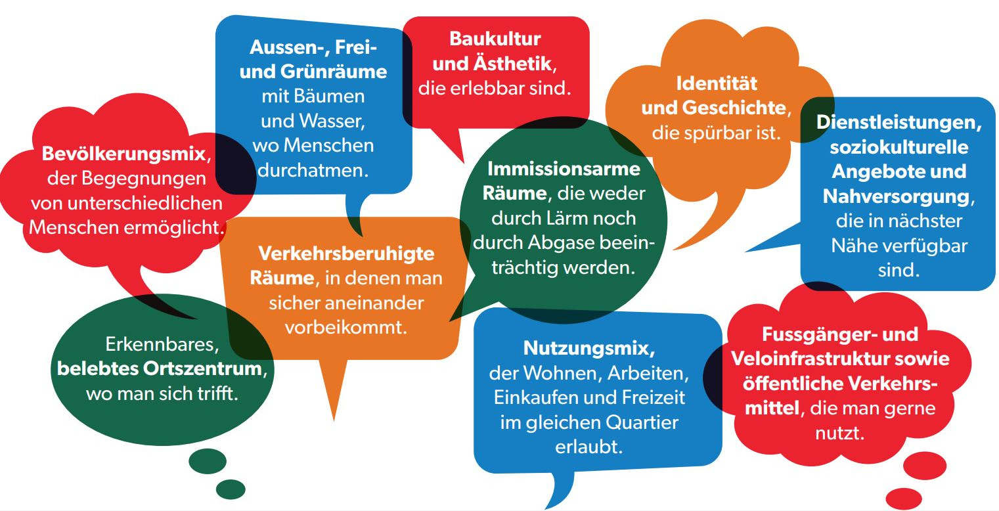 Aussen-, Frei-
und Grünräume
mit Bäumen
und Wasser,
wo Menschen
durchatmen.
Baukultur
und Ästhetik,
die erlebbar sind.
Identität
und Geschichte,
die spürbar ist.
Dienstleistungen,
soziokulturelle
Angebote und
Nahversorgung,
die in nächster
Nähe verfügbar
sind.
Bevölkerungsmix,
der Begegnungen
von unterschiedlichen
Menschen ermöglicht.
Immissionsarme
Räume, die weder
durch Lärm noch
durch Abgase beein-
trächtig werden.
Verkehrsberuhigte
Räume, in denen man
sicher aneinander
vorbeikommt.
Erkennbares,
belebtes Ortszentrum,
wo man sich trifft.
Nutzungsmix,
der Wohnen, Arbeiten,
Einkaufen und Freizeit
im gleichen Quartier
erlaubt.
Fussgänger- und
Veloinfrastruktur sowie
öffentliche Verkehrs-
mittel, die man gerne
nutzt.